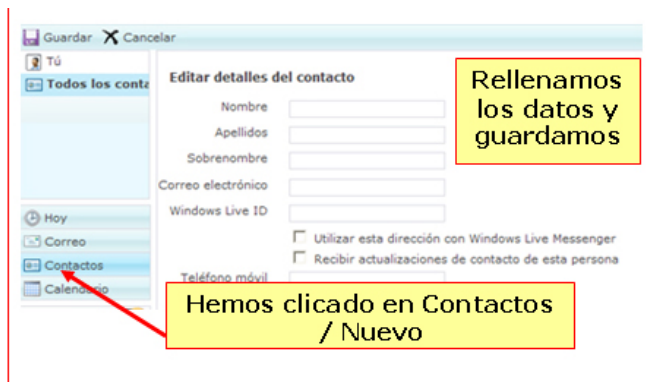 Guardar Cancelar
Tú
Todos los conta
Editar detalles del contacto
Nombre
Apellidos
Sobrenombre
Correo electrónico
Windows Live ID
Utilizar esta dirección con Windows Live Messenger
Recibir actualizaciones de contacto de esta persona
Teléfono móvil
Rellenamos
los datos y
guardamos
Hoy
Correo
Contactos
Calendario
Hemos clicado en Contactos
/ Nuevo